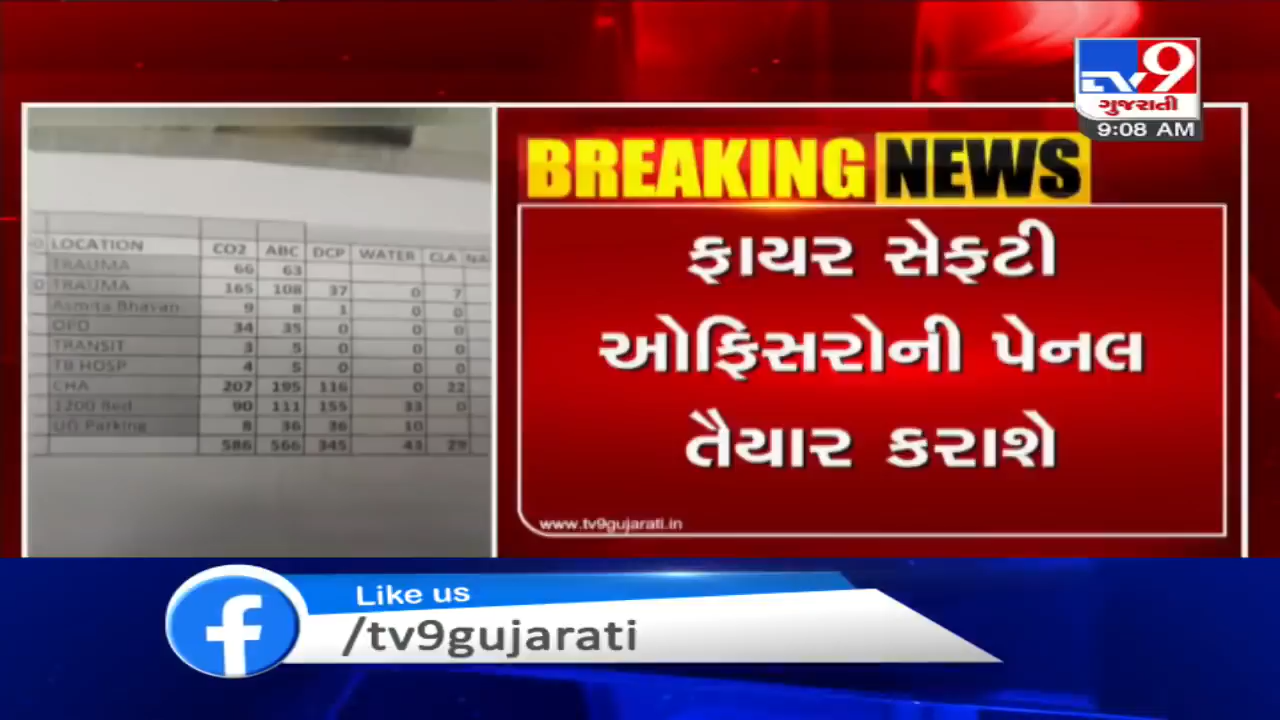 TV9
ગુજરાતી
9:08 AM
BREAKING NEWS
ફાયર સેફટી
ઓફિસરોની પેનલ
તૈયાર કરાશે
www.tv9gujarati.in
LOCATION CO2 ABC DCP WATER CLA
TRAUMA 66 63
TRAUMA 165 108 37 0 7
Asmita Bhavan 9 8 1 0 0
OPD 34 35 0 0 0
TRANSIT 3 5 0 0 0
TB HOSP 4 5 0 0 0
CHA 207 195 116 0 22
1200 Bed 90 111 155 33 0
UG Parking 8 36 36 10
586 566 345 43 29
Like us
/tv9gujarati